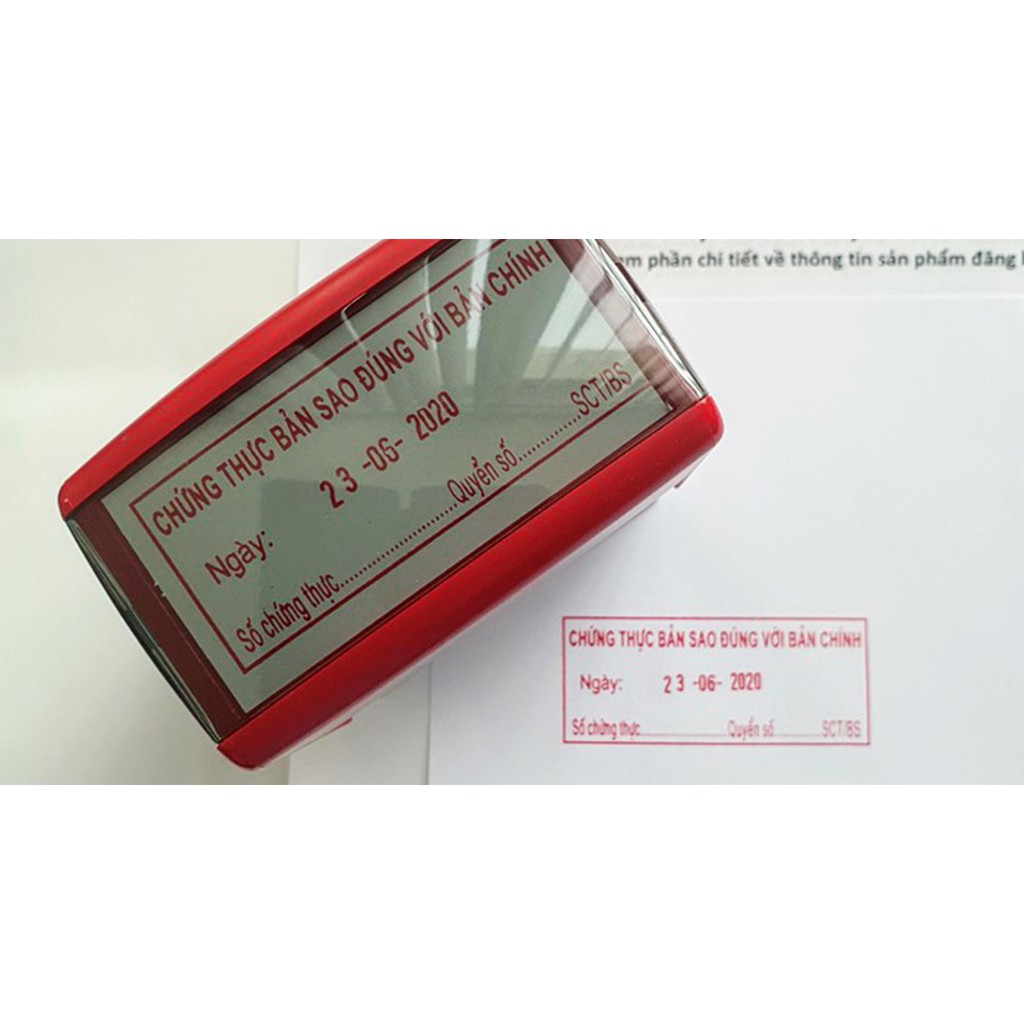 CHỨNG THỰC BẢN SAO ĐÚNG VỚI BẢN CHÍNH
Ngày: 23 -06- 2020
Số chứng thực....................Quyển số............SCT/BS
phần chi tiết về thông tin sản phẩm đăng
CHỨNG THỰC BẢN SAO ĐÚNG VỚI BẢN CHÍNH
Ngày: 23 -06- 2020
Số chứng thực....................Quyển số............SCT/BS